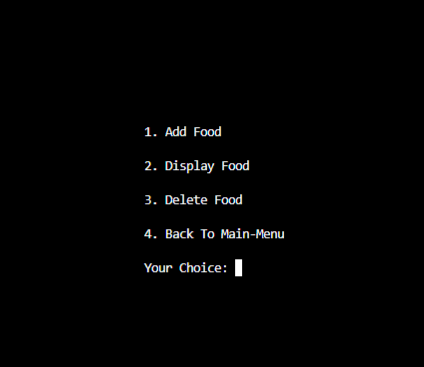 1. Add Food
2. Display Food
3. Delete Food
4. Back To Main-Menu
Your Choice: